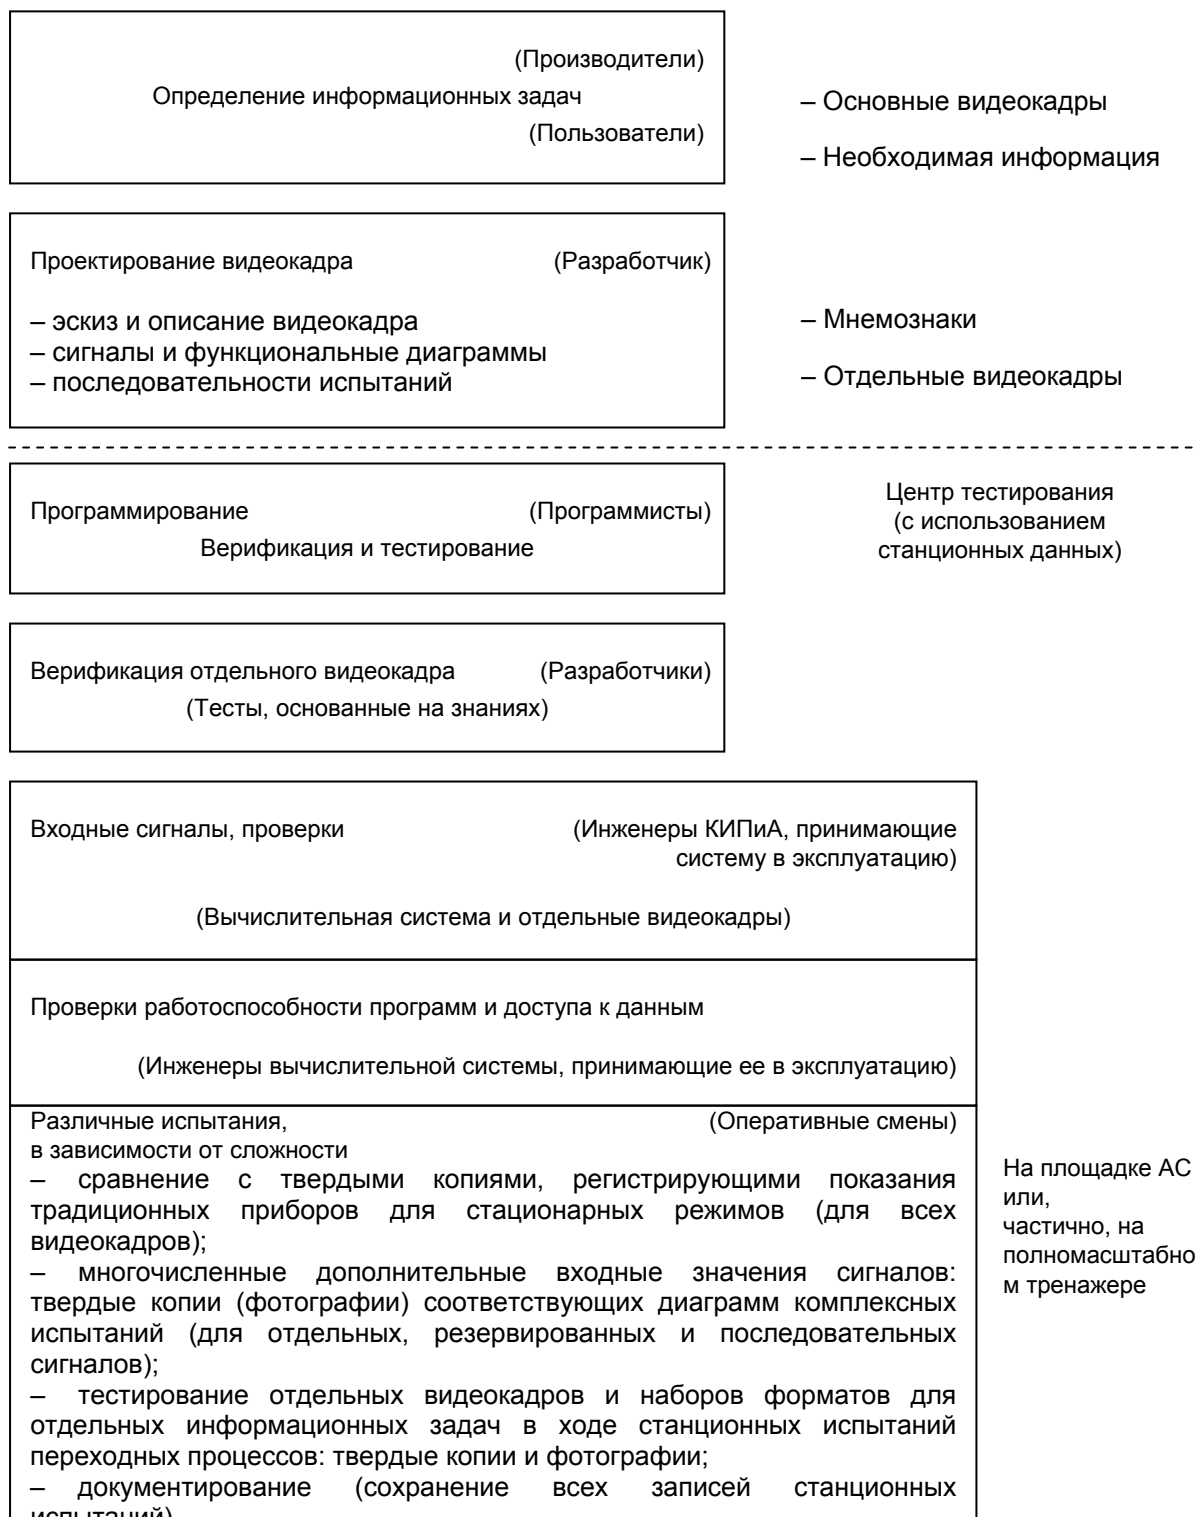 (Производители)
Определение информационных задач
(Пользователи)
– Основные видеокадры
– Необходимая информация
Проектирование видеокадра (Разработчик)
– эскиз и описание видеокадра
– сигналы и функциональные диаграммы
– последовательности испытаний
– Мнемознаки
– Отдельные видеокадры
Программирование (Программисты)
Верификация и тестирование
Центр тестирования
(с использованием
станционных данных)
Верификация отдельного видеокадра (Разработчики)
(Тесты, основанные на знаниях)
Входные сигналы, проверки (Инженеры КИПиА, принимающие
систему в эксплуатацию)
(Вычислительная система и отдельные видеокадры)
Проверки работоспособности программ и доступа к данным
(Инженеры вычислительной системы, принимающие ее в эксплуатацию)
Различные испытания, (Оперативные смены)
в зависимости от сложности
– сравнение с твердыми копиями, регистрирующими показания
традиционных приборов для стационарных режимов (для всех
видеокадров);
– многочисленные дополнительные входные значения сигналов:
твердые копии (фотографии) соответствующих диаграмм комплексных
испытаний (для отдельных, резервированных и последовательных
сигналов);
– тестирование отдельных видеокадров и наборов форматов для
отдельных информационных задач в ходе станционных испытаний
переходных процессов: твердые копии и фотографии;
– документирование (сохранение всех записей станционных
испытаний)
На площадке АС
или,
частично, на
полномасштабно
м тренажере